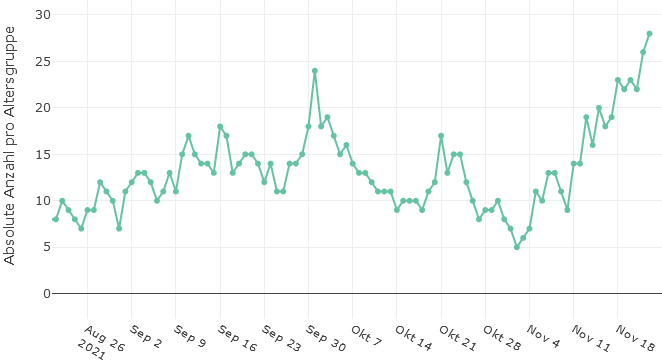 Absolute Anzahl pro Altersgruppe
30
25
20
15
10
5
0
Aug 26
2021
Sep 2
Sep 9
Sep 16
Sep 23
Sep 30
Okt 7
Okt 14
Okt 21
Okt 28
Nov 4
Nov 11
Nov 18